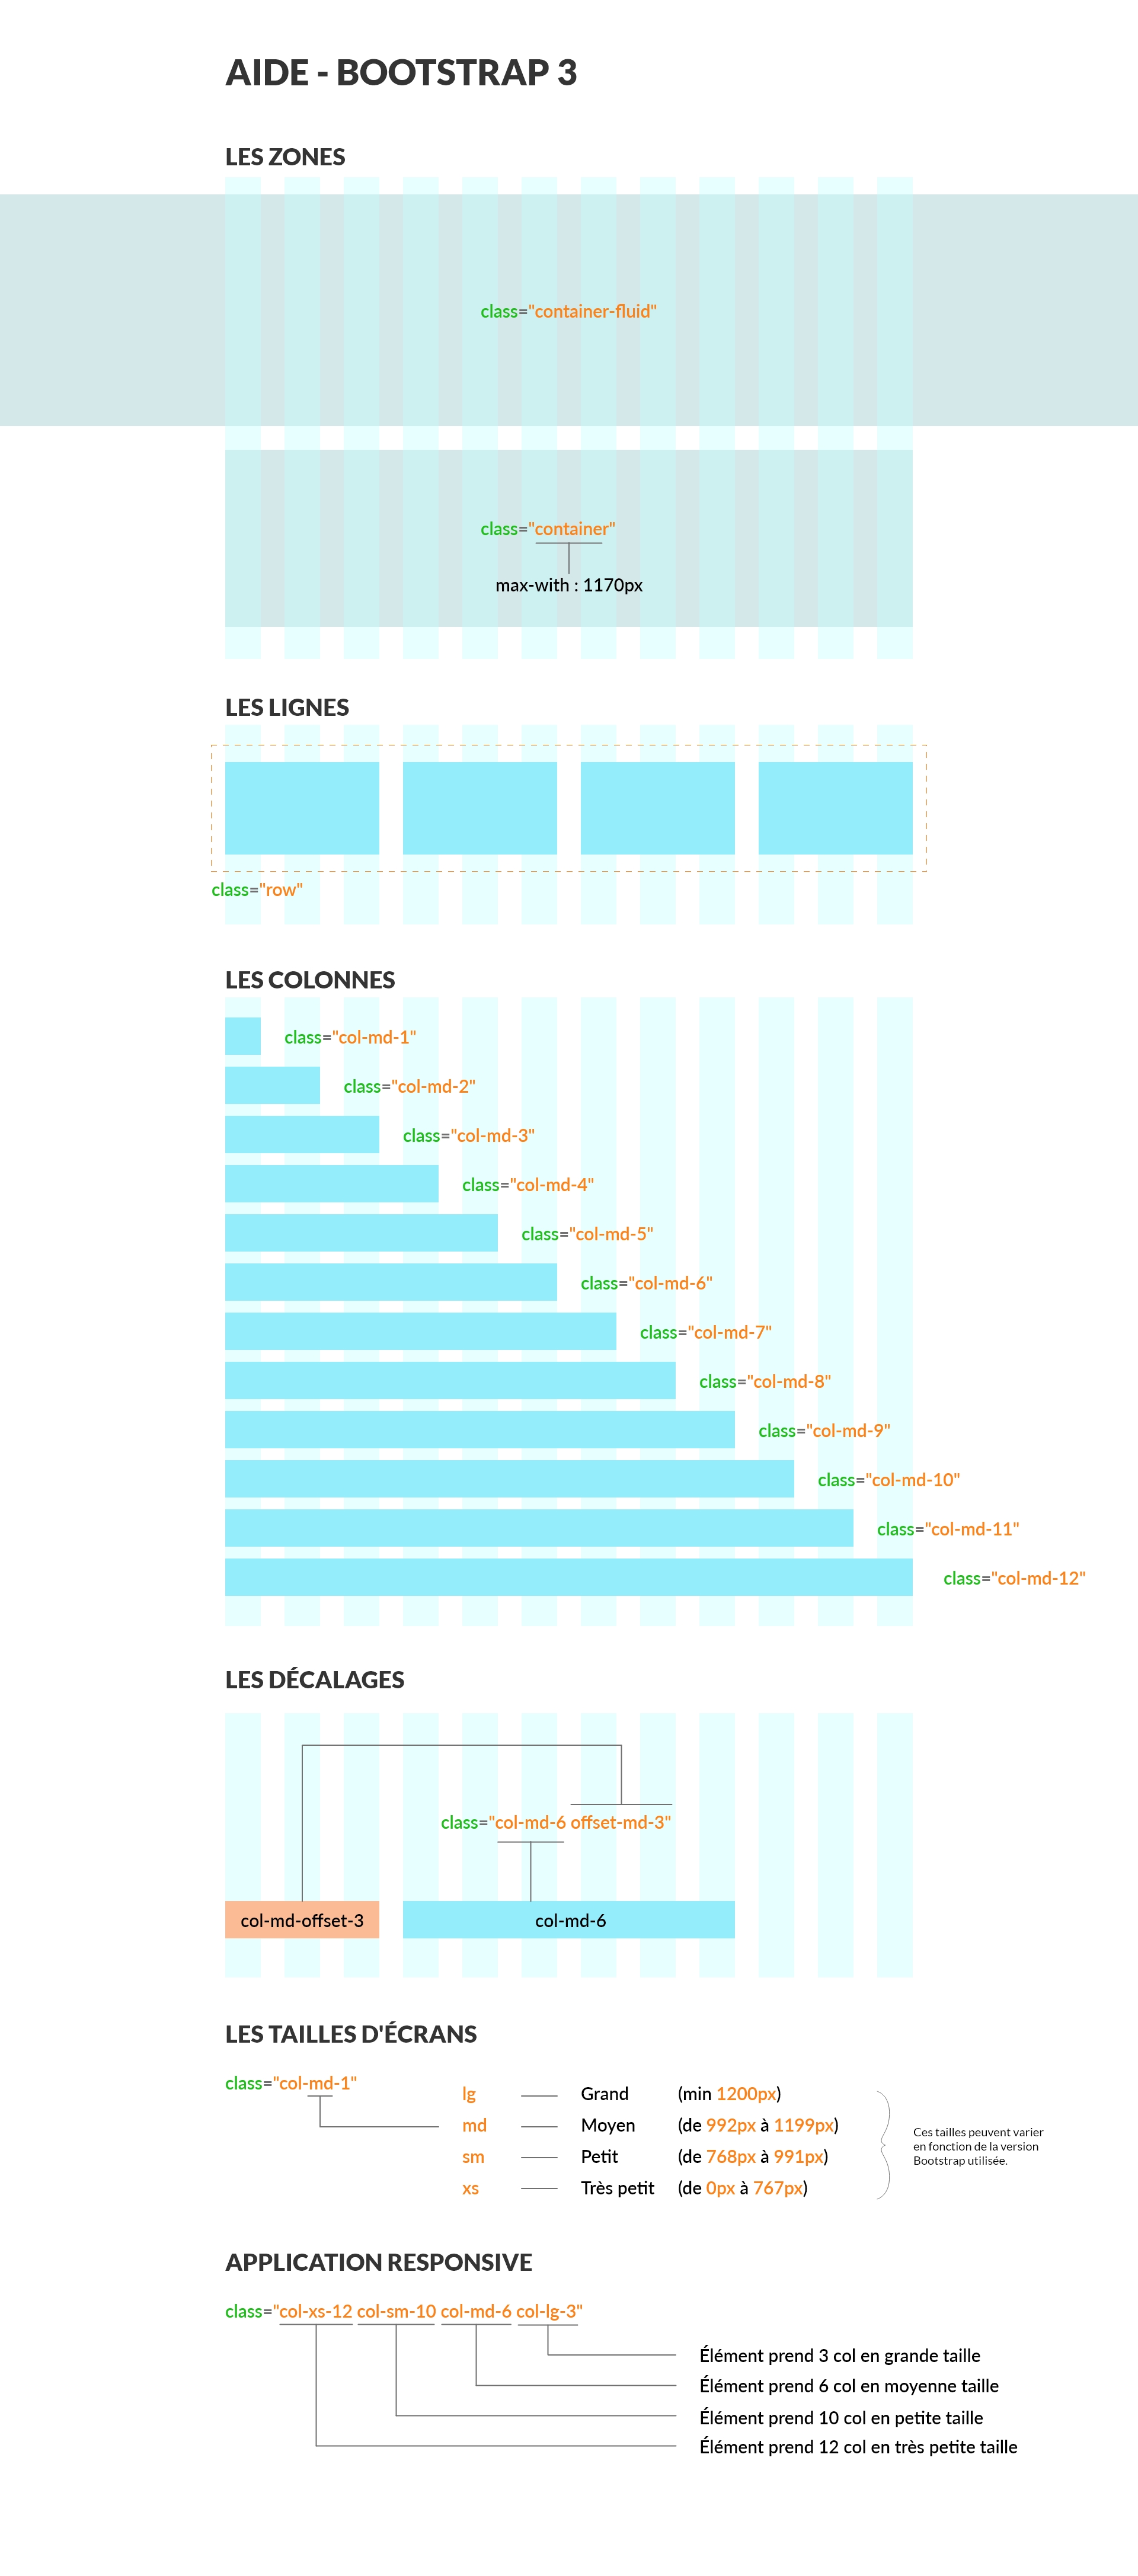 AIDE - BOOTSTRAP 3
LES ZONES
class="container-fluid"
class="container"
max-with : 1170px
LES LIGNES
class="row"
LES COLONNES
class="col-md-1"
class="col-md-2"
class="col-md-3"
class="col-md-4"
class="col-md-5"
class="col-md-6"
class="col-md-7"
class="col-md-8"
class="col-md-9"
class="col-md-10"
class="col-md-11"
class="col-md-12"
LES DÉCALAGES
class="col-md-6 offset-md-3"
col-md-offset-3 col-md-6
LES TAILLES D'ÉCRANS
class="col-md-1"
lg Grand (min 1200px)
md Moyen (de 992px à 1199px)
sm Petit (de 768px à 991px)
xs Très petit (de 0px à 767px)
Ces tailles peuvent varier
en fonction de la version
Bootstrap utilisée.
APPLICATION RESPONSIVE
class="col-xs-12 col-sm-10 col-md-6 col-lg-3"
Élément prend 3 col en grande taille
Élément prend 6 col en moyenne taille
Élément prend 10 col en petite taille
Élément prend 12 col en très petite taille